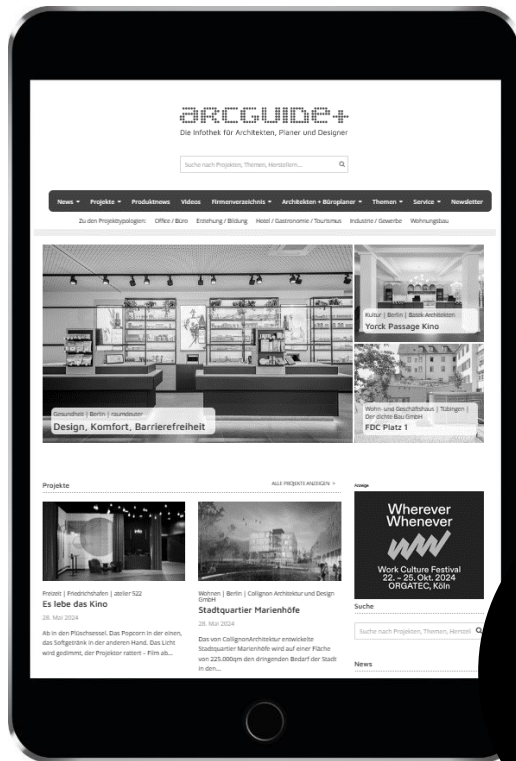 aRCGUIDe+
Die Infothek für Architekten, Planer und Designer
Suche nach Projekten, Themen, Herstellern...
News Projekte Produktnews Videos Firmenverzeichnis Architekten + Büroplaner Themen Service Newsletter
Zu den Projekttypologien: Office / Büro Erziehung / Bildung Hotel / Gastronomie / Tourismus Industrie / Gewerbe Wohnungsbau
Gesundheit | Berlin | raumdeuter
Design, Komfort, Barrierefreiheit
Kultur | Berlin | Batek Architekten
Yorck Passage Kino
Wohn- und Geschäftshaus | Tübingen |
Der dichte Bau GmbH
FDC Platz 1
Projekte
ALLE PROJEKTE ANZEIGEN »
Freizeit | Friedrichshafen | atelier 522
Es lebe das Kino
28. Mai 2024
Ab in den Plüschsessel. Das Popcorn in der einen,
das Softgetränk in der anderen Hand. Das Licht
wird gedimmt, der Projektor rattert – Film ab...
Wohnen | Berlin | Collignon Architektur und Design
GmbH
Stadtquartier Marienhöfe
28. Mai 2024
Das von CollignonArchitektur entwickelte
Stadtquartier Marienhöfe wird auf einer Fläche
von 225.000qm den dringenden Bedarf der Stadt
in den...
Anzeige
Wherever
Whenever
Work Culture Festival
22. – 25. Okt. 2024
ORGATEC, Köln
Suche
Suche nach Projekten, Themen, Herstel
News